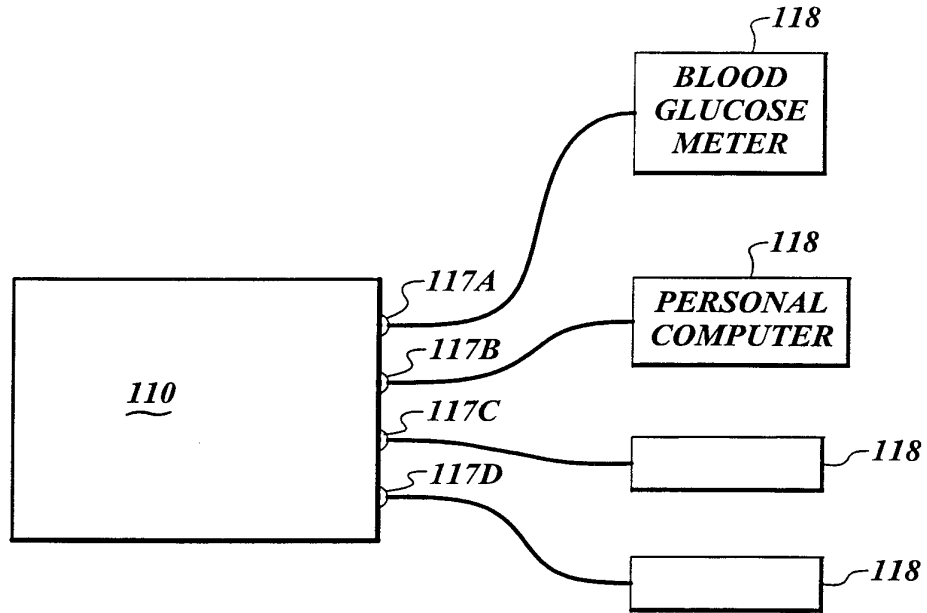 118
BLOOD
GLUCOSE
METER
118
PERSONAL
COMPUTER
117A
117B
110
117C
118
117D
118